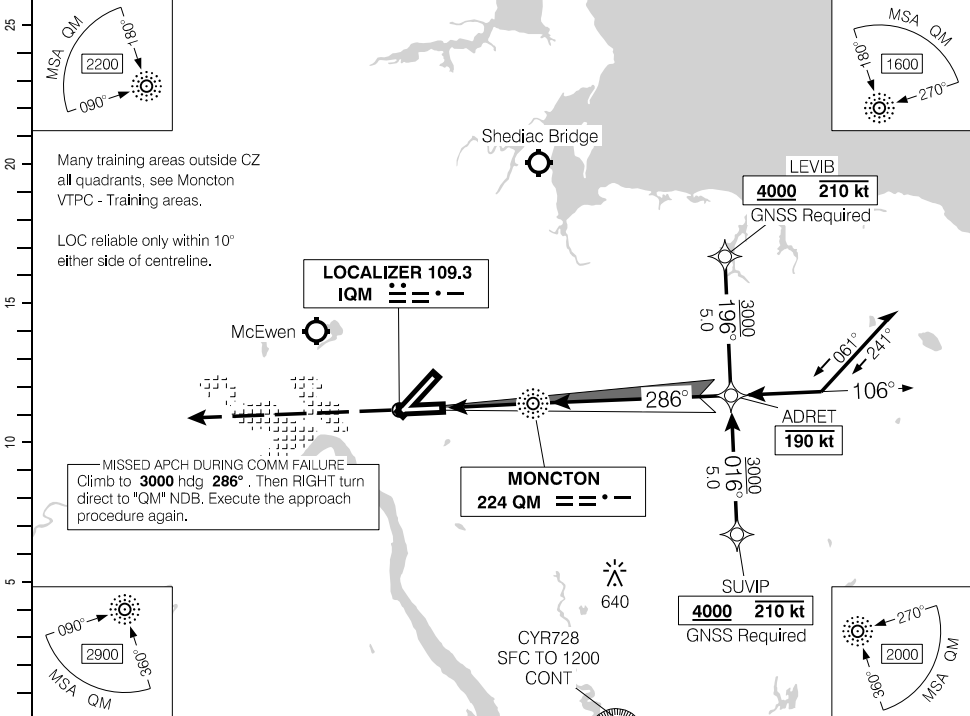 25
MSA QM
180°
2200
090°
MSA QM
180°
1600
270°
Many training areas outside CZ
all quadrants, see Moncton
VTPC - Training areas.
LOC reliable only within 10°
either side of centreline.
20
Shediac Bridge
LEVIB
4000 210 kt
GNSS Required
LOCALIZER 109.3
IQM
15
McEwen
3000
196°
5.0
061°
241°
286°
106°
ADRET
190 kt
10
MISSED APCH DURING COMM FAILURE
Climb to 3000 hdg 286° . Then RIGHT turn
direct to "QM" NDB. Execute the approach
procedure again.
MONCTON
224 QM
3000
016°
5.0
5
640
SUVIP
4000 210 kt
GNSS Required
CYR728
SFC TO 1200
CONT
090°
2900
360°
MSA QM
270°
2000
360°
MSA QM